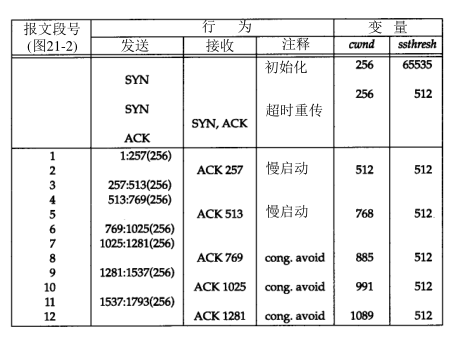 报文段号 行 为 变 量
(图21-2) 发送 接收 注释 cwnd ssthresh
初始化 256 65535
SYN
256 512
SYN 超时重传
SYN, ACK
ACK
1 1:257(256)
2 ACK 257 慢启动 512 512
3 257:513(256)
4 513:769(256)
5 ACK 513 慢启动 768 512
6 769:1025(256)
7 1025:1281(256)
8 ACK 769 cong. avoid 885 512
9 1281:1537(256)
10 ACK 1025 cong. avoid 991 512
11 1537:1793(256)
12 ACK 1281 cong. avoid 1089 512